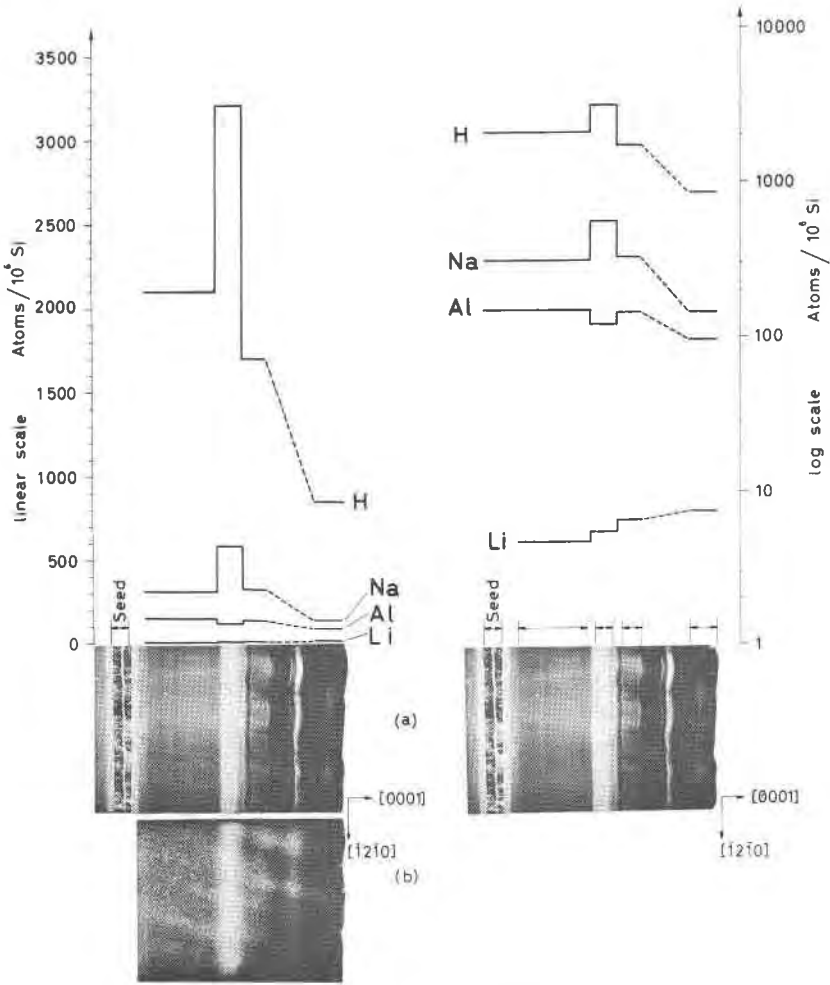 3500
3000
2500
2000
1500
1000
500
0
linear scale Atoms/10⁶ Si
H
Na
Al
Li
Seed
(a)
[0001]
[1̄21̄0]
(b)
10000
1000
100
10
1
log scale Atoms/10⁶ Si
H
Na
Al
Li
Seed
[0001]
[1̄21̄0]